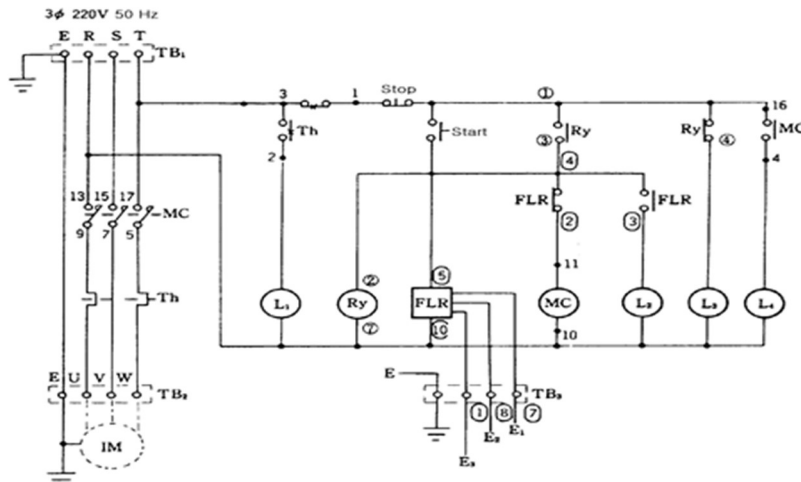 3ϕ 220V 50 Hz
E R S T
TB₁
3 1 Stop ① 16
Th Start Ry Ry MC
③ ④
2 ④ 4
13 15 17 FLR FLR
MC ② ③
9 7 5
11
② ⑤
Th L₁ Ry FLR MC L₂ L₃ L₄
⑦ ⑩ 10
E
E U V W TB₂ TB₃
① ⑧ ⑦
IM E₃ E₂ E₁